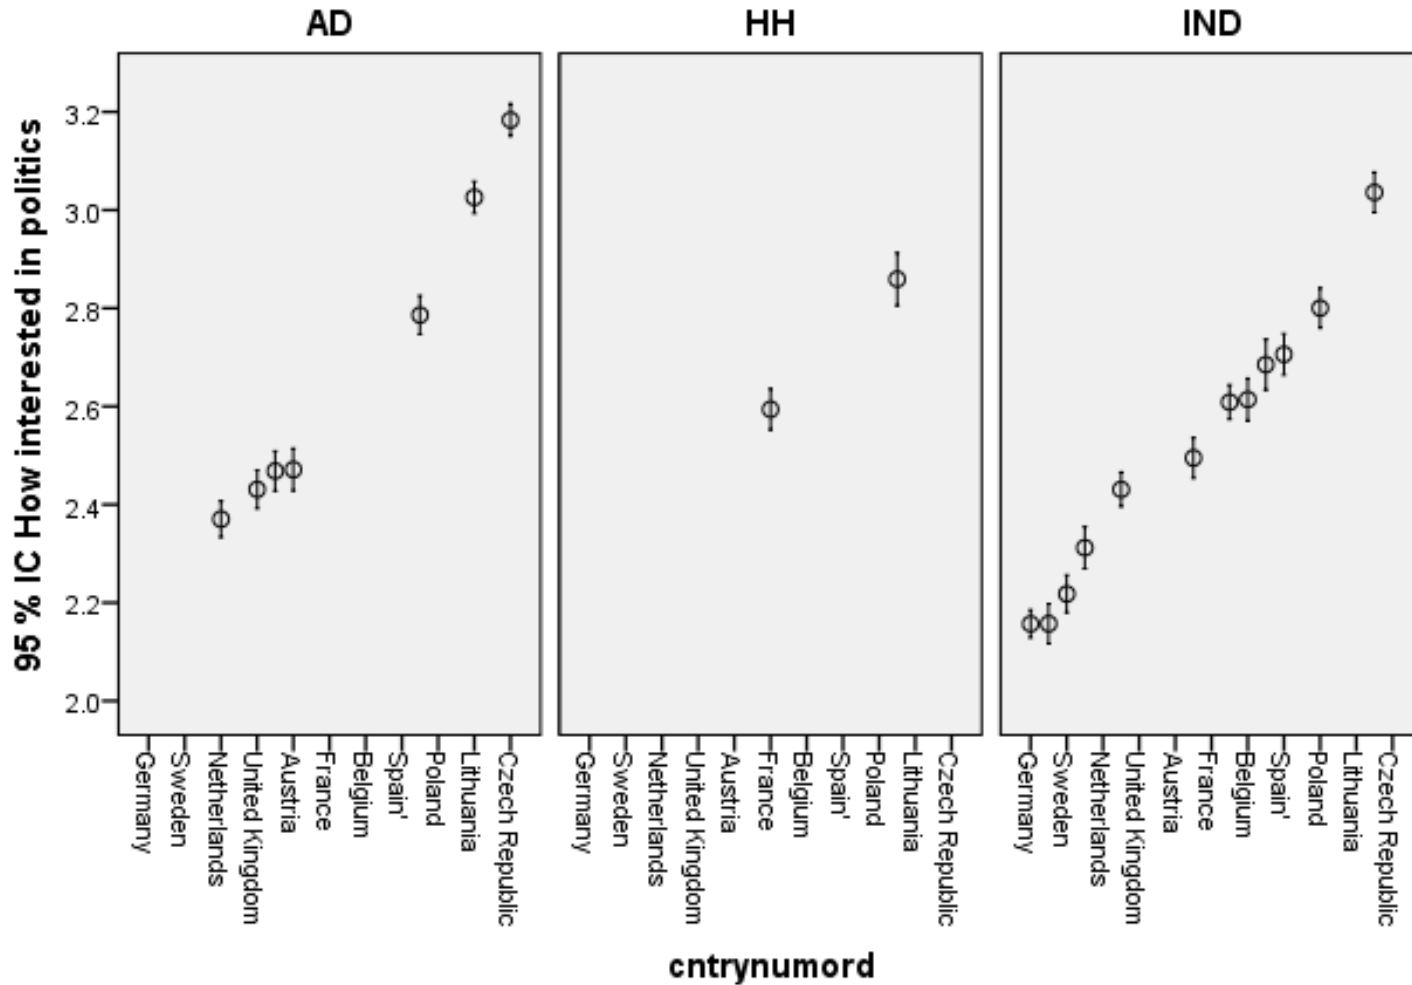 AD HH IND
95 % IC How interested in politics
3.2
3.0
2.8
2.6
2.4
2.2
2.0
Germany Sweden Netherlands United Kingdom Austria France Belgium Spain' Poland Lithuania Czech Republic
Germany Sweden Netherlands United Kingdom Austria France Belgium Spain' Poland Lithuania Czech Republic
Germany Sweden Netherlands United Kingdom Austria France Belgium Spain' Poland Lithuania Czech Republic
cntrynumord